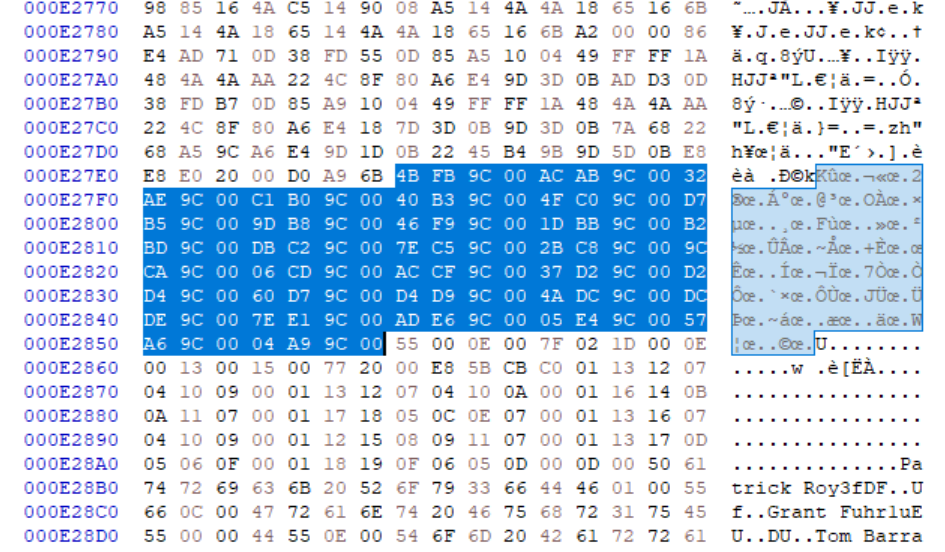 000E2770 98 85 16 4A C5 14 90 08 A5 14 4A 4A 18 65 16 6B ˜….JÅ...¥.JJ.e.k
000E2780 A5 14 4A 18 65 14 4A 4A 18 65 16 6B A2 00 00 86 ¥.J.e.JJ.e.k¢..†
000E2790 E4 AD 71 0D 38 FD 55 0D 85 A5 10 04 49 FF FF 1A ä.q.8ýU.…¥..Iÿÿ.
000E27A0 48 4A 4A AA 22 4C 8F 80 A6 E4 9D 3D 0B AD D3 0D HJJª"L.€¦ä.=..Ó.
000E27B0 38 FD B7 0D 85 A9 10 04 49 FF FF 1A 48 4A 4A AA 8ý·.…©..Iÿÿ.HJJª
000E27C0 22 4C 8F 80 A6 E4 18 7D 3D 0B 9D 3D 0B 7A 68 22 "L.€¦ä.}=..=.zh"
000E27D0 68 A5 9C A6 E4 9D 1D 0B 22 45 B4 9B 9D 5D 0B E8 h¥œ¦ä..."E´›.].è
000E27E0 E8 E0 20 00 D0 A9 6B 4B FB 9C 00 AC AB 9C 00 32 èà .Ð©kKûœ.¬«œ.2
000E27F0 AE 9C 00 C1 B0 9C 00 40 B3 9C 00 4F C0 9C 00 D7 ®œ.Á°œ.@³œ.OÀœ.×
000E2800 B5 9C 00 9D B8 9C 00 46 F9 9C 00 1D BB 9C 00 B2 µœ..¸œ.Fùœ..»œ.²
000E2810 BD 9C 00 DB C2 9C 00 7E C5 9C 00 2B C8 9C 00 9C ½œ.ÛÂœ.~Åœ.+Èœ.œ
000E2820 CA 9C 00 06 CD 9C 00 AC CF 9C 00 37 D2 9C 00 D2 Êœ..Íœ.¬Ïœ.7Òœ.Ò
000E2830 D4 9C 00 60 D7 9C 00 D4 D9 9C 00 4A DC 9C 00 DC Ôœ.`×œ.ÔÙœ.JÜœ.Ü
000E2840 DE 9C 00 7E E1 9C 00 AD E6 9C 00 05 E4 9C 00 57 Þœ.~áœ..æœ..äœ.W
000E2850 A6 9C 00 04 A9 9C 00 55 00 0E 00 7F 02 1D 00 0E ¦œ..©œ.U........
000E2860 00 13 00 15 00 77 20 00 E8 5B CB C0 01 13 12 07 .....w .è[ËÀ....
000E2870 04 10 09 00 01 13 12 07 04 10 0A 00 01 16 14 0B ................
000E2880 0A 11 07 00 01 17 18 05 0C 0E 07 00 01 13 16 07 ................
000E2890 04 10 09 00 01 12 15 08 09 11 07 00 01 13 17 0D ................
000E28A0 05 06 0F 00 01 18 19 0F 06 05 0D 00 0D 00 50 61 ..............Pa
000E28B0 74 72 69 63 6B 20 52 6F 79 33 66 44 46 01 00 55 trick Roy3fDF..U
000E28C0 66 0C 00 47 72 61 6E 74 20 46 75 68 72 31 75 45 f..Grant Fuhr1uE
000E28D0 55 00 00 44 55 0E 00 54 6F 6D 20 42 61 72 72 61 U..DU..Tom Barra